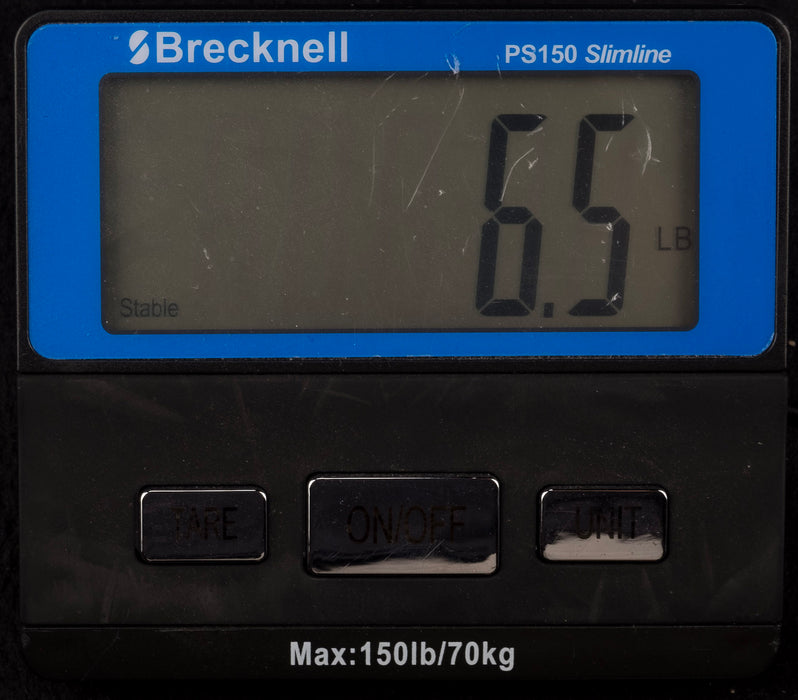 Brecknell
PS150 Slimline
6.5
LB
Stable
TARE
ON/OFF
UNIT
Max:150lb/70kg